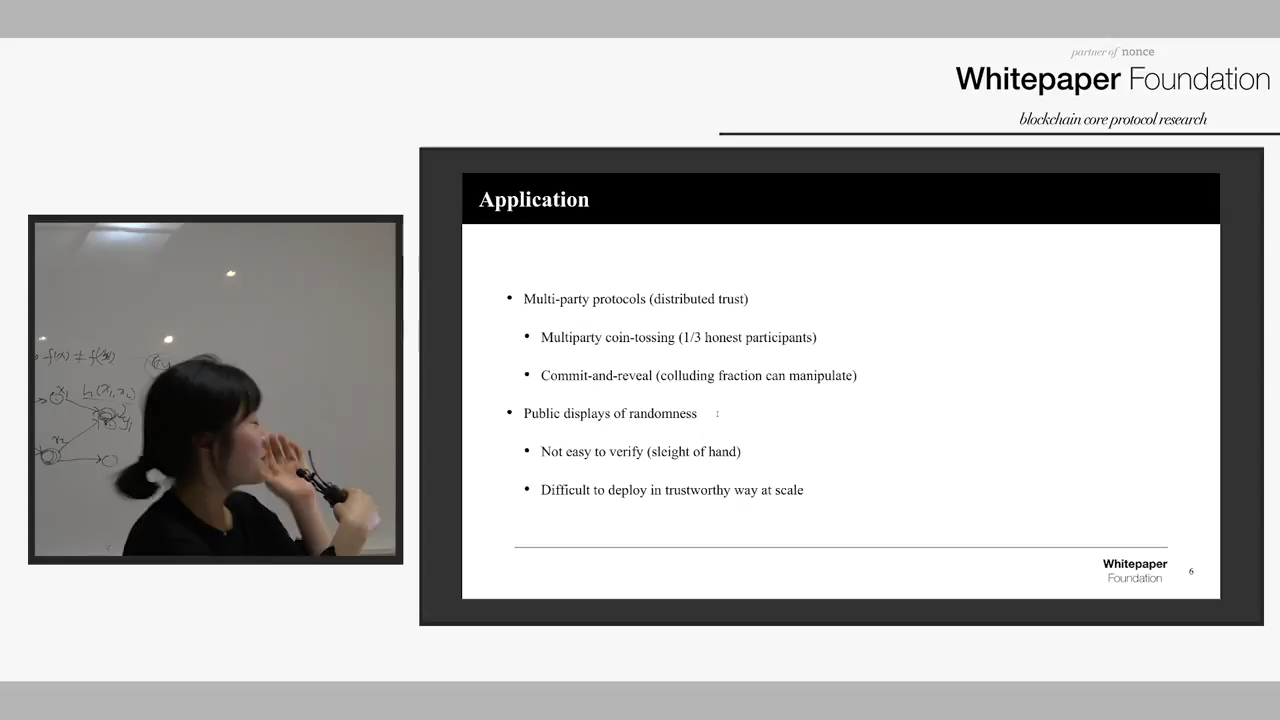 partner of nonce
Whitepaper Foundation
blockchain core protocol research
Application
• Multi-party protocols (distributed trust)
• Multiparty coin-tossing (1/3 honest participants)
• Commit-and-reveal (colluding fraction can manipulate)
• Public displays of randomness
• Not easy to verify (sleight of hand)
• Difficult to deploy in trustworthy way at scale
Whitepaper
Foundation
6